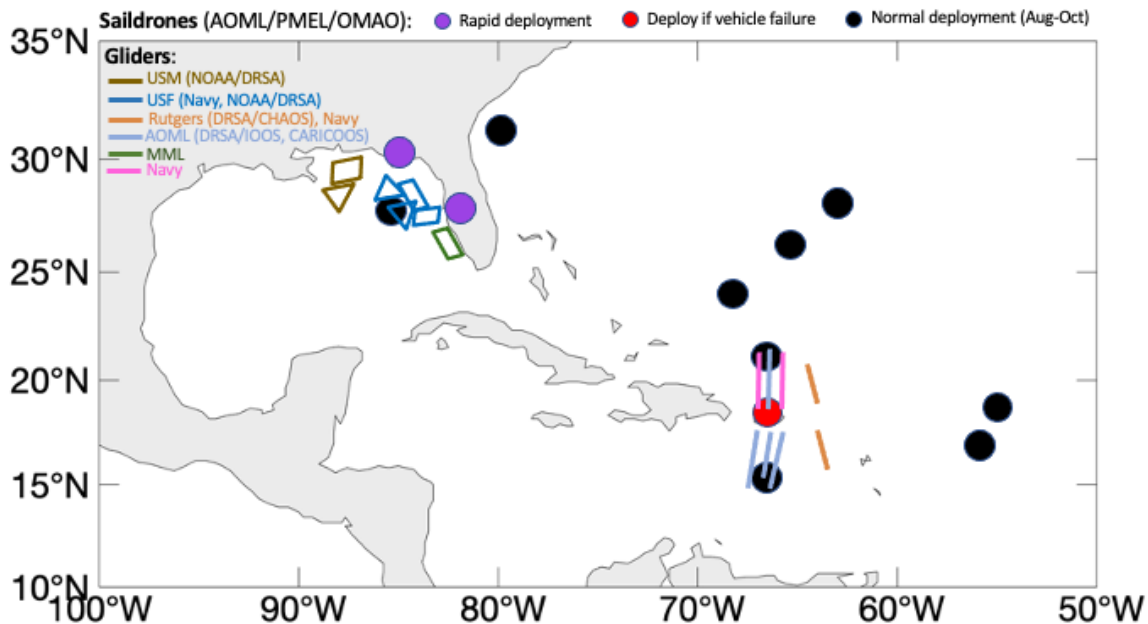 Saildrones (AOML/PMEL/OMAO): Rapid deployment Deploy if vehicle failure Normal deployment (Aug-Oct)
35°N
Gliders:
USM (NOAA/DRSA)
USF (Navy, NOAA/DRSA)
Rutgers (DRSA/CHAOS), Navy
AOML (DRSA/IOOS, CARICOOS)
MML
Navy
30°N
25°N
20°N
15°N
10°N
100°W 90°W 80°W 70°W 60°W 50°W